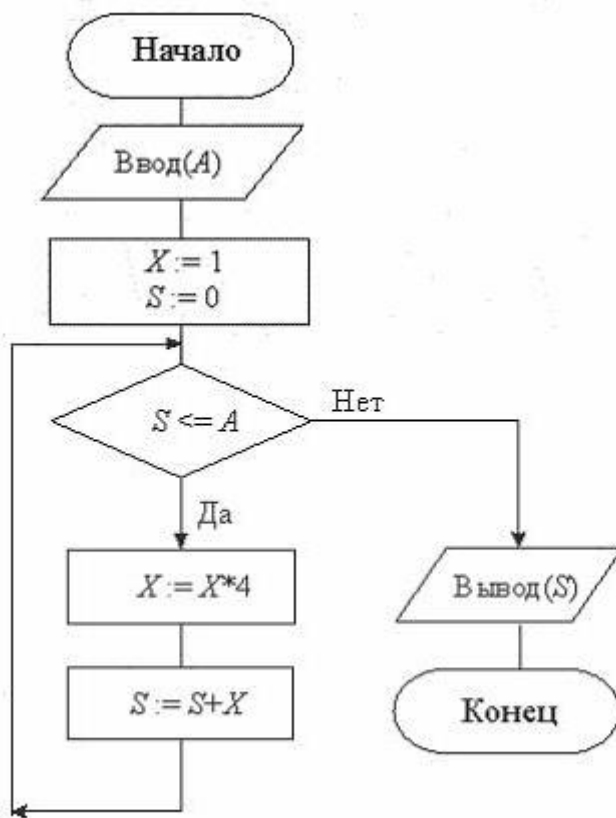 Начало
Ввод(A)
X := 1
S := 0
S <= A
Нет
Да
X := X*4
Вывод(S)
S := S+X
Конец